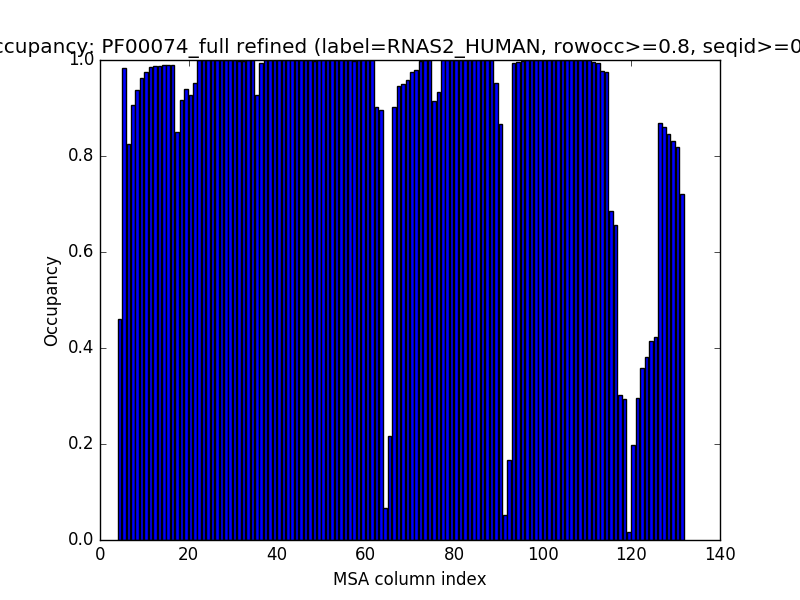 ccupancy: PF00074_full refined (label=RNAS2_HUMAN, rowocc>=0.8, seqid>=0
1.0
0.8
0.6
0.4
0.2
0.0
Occupancy
0 20 40 60 80 100 120 140
MSA column index